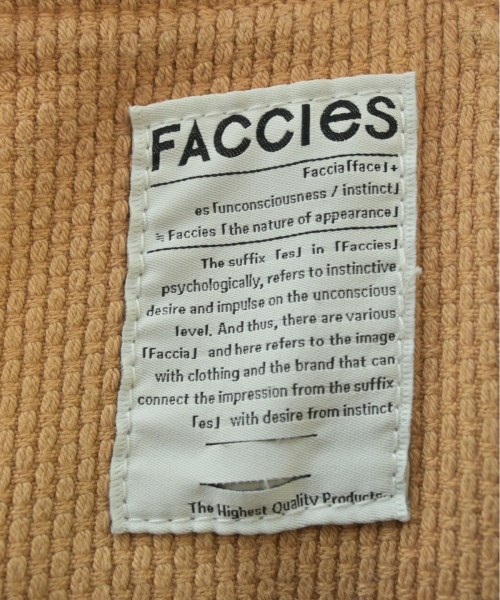 FACCIes
Faccia「face」+
es「unconsciousness / instinct」
≒ Faccies「the nature of appearance」
The suffix 「es」 in 「Faccies」
psychologically, refers to instinctive
desire and impulse on the unconscious
level. And thus, there are various
「Faccia」 and here refers to the image
with clothing and the brand that can
connect the impression from the suffix
「es」 with desire from instinct
The Highest Quality Products..